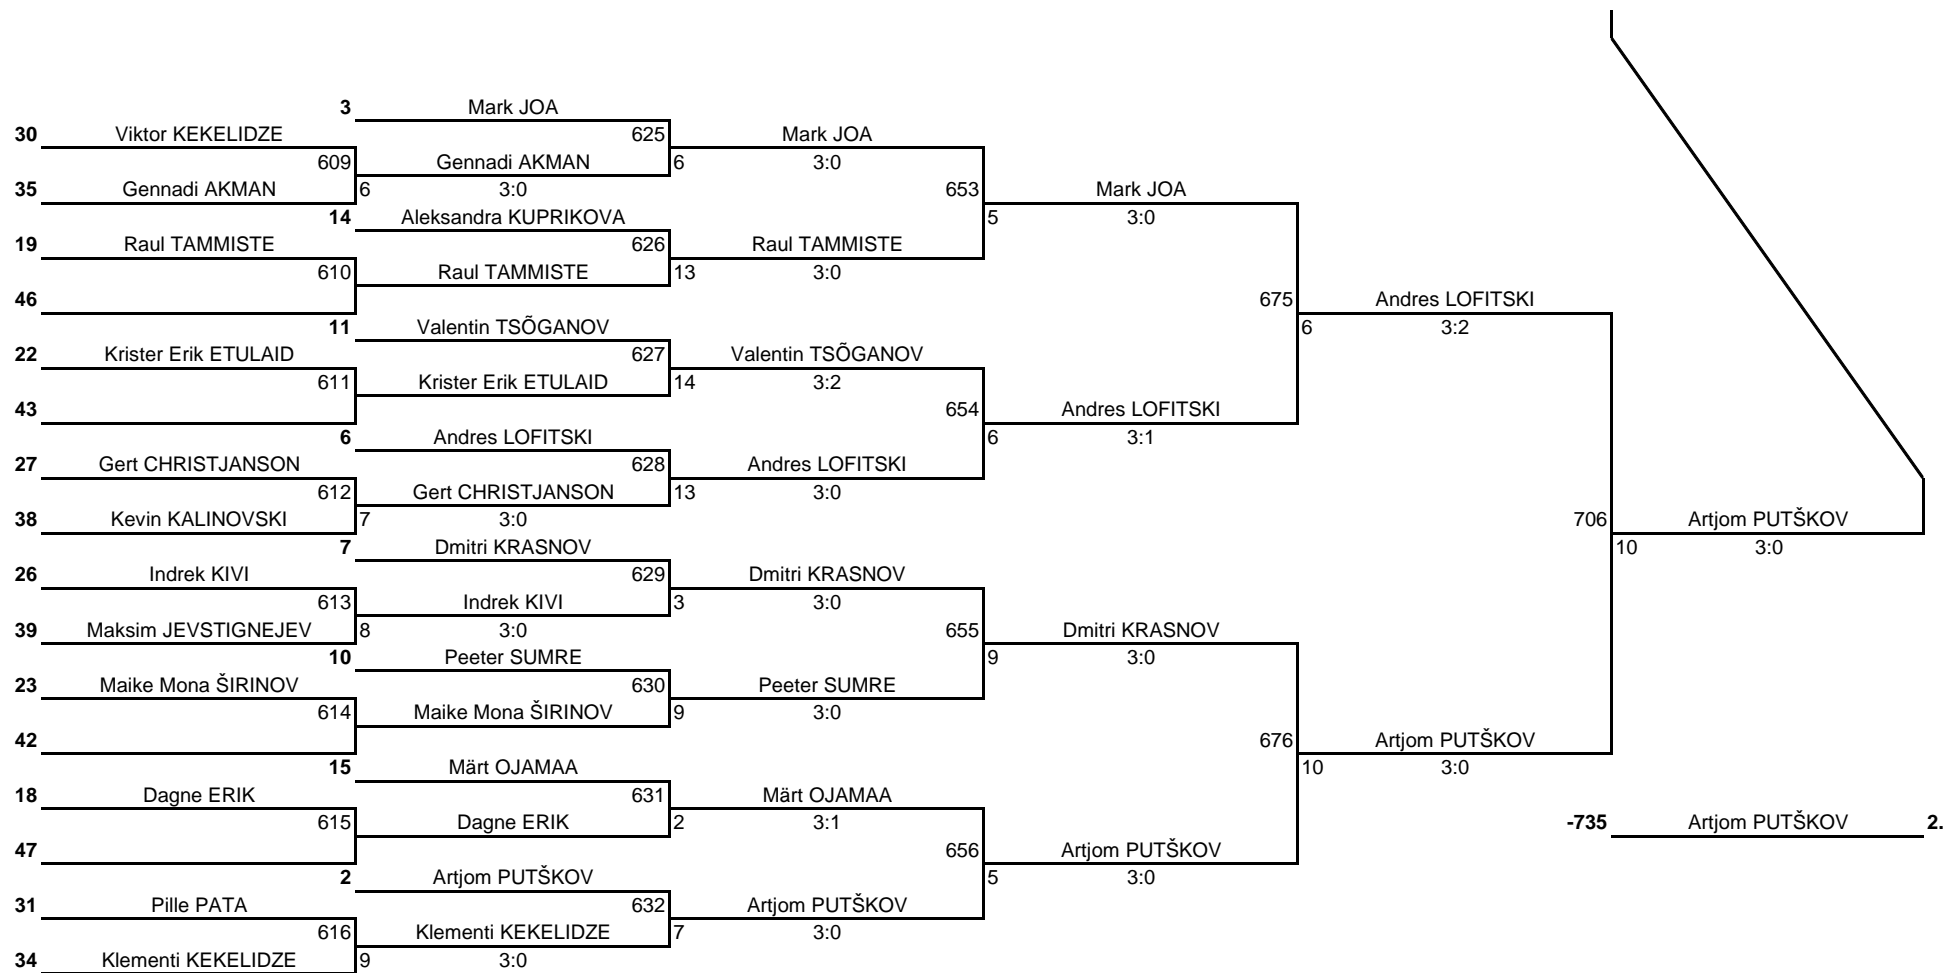 3 Mark JOA
30 Viktor KEKELIDZE 625 Mark JOA
609 Gennadi AKMAN 6 3:0
35 Gennadi AKMAN 6 3:0 653 Mark JOA
14 Aleksandra KUPRIKOVA 5 3:0
19 Raul TAMMISTE 626 Raul TAMMISTE
610 Raul TAMMISTE 13 3:0
46 675 Andres LOFITSKI
11 Valentin TSÕGANOV 6 3:2
22 Krister Erik ETULAID 627 Valentin TSÕGANOV
611 Krister Erik ETULAID 14 3:2
43 654 Andres LOFITSKI
6 Andres LOFITSKI 6 3:1
27 Gert CHRISTJANSON 628 Andres LOFITSKI
612 Gert CHRISTJANSON 13 3:0
38 Kevin KALINOVSKI 7 3:0 706 Artjom PUTŠKOV
7 Dmitri KRASNOV 10 3:0
26 Indrek KIVI 629 Dmitri KRASNOV
613 Indrek KIVI 3 3:0
39 Maksim JEVSTIGNEJEV 8 3:0 655 Dmitri KRASNOV
10 Peeter SUMRE 9 3:0
23 Maike Mona ŠIRINOV 630 Peeter SUMRE
614 Maike Mona ŠIRINOV 9 3:0
42 676 Artjom PUTŠKOV
15 Märt OJAMAA 10 3:0
18 Dagne ERIK 631 Märt OJAMAA
615 Dagne ERIK 2 3:1 -735 Artjom PUTŠKOV 2.
47 656 Artjom PUTŠKOV
2 Artjom PUTŠKOV 5 3:0
31 Pille PATA 632 Artjom PUTŠKOV
616 Klementi KEKELIDZE 7 3:0
34 Klementi KEKELIDZE 9 3:0